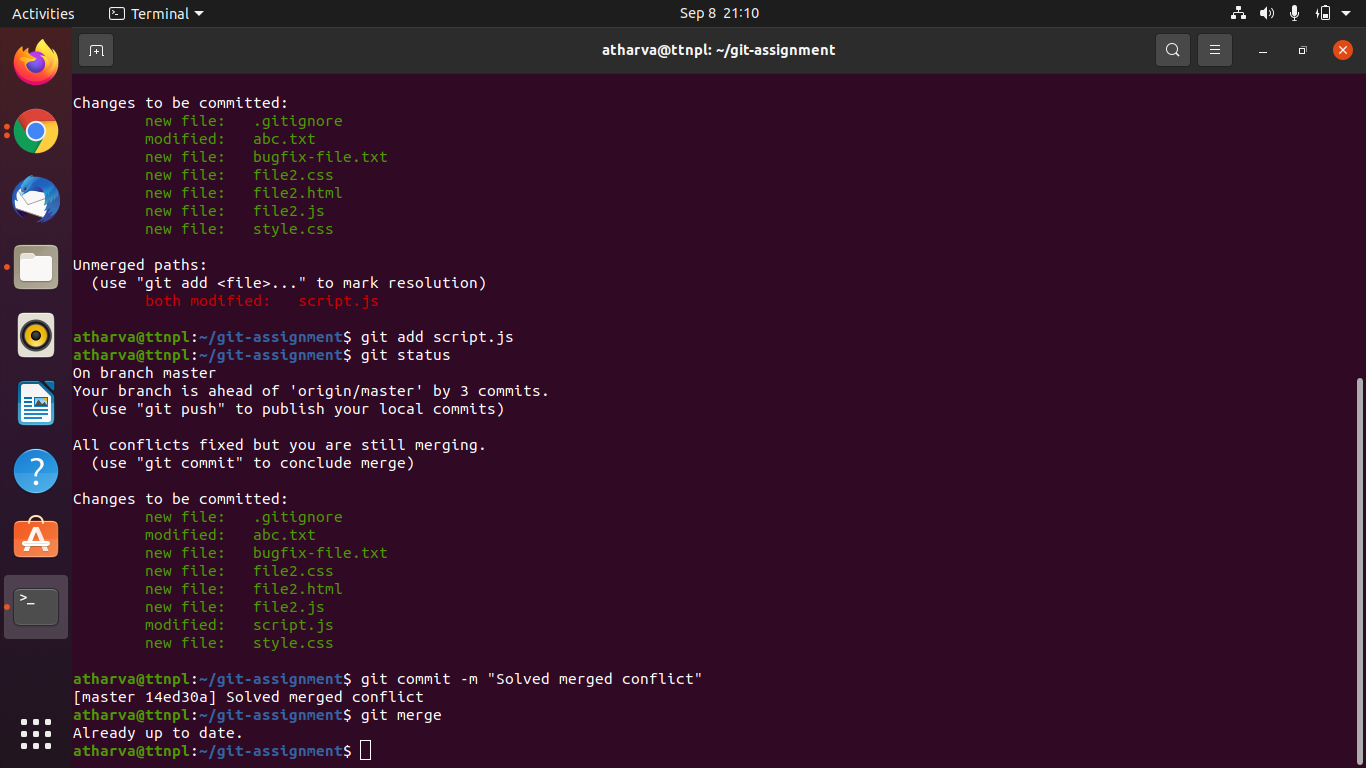 Activities
Terminal
Sep 8 21:10
atharva@ttnpl: ~/git-assignment
Changes to be committed:
new file:   .gitignore
modified:   abc.txt
new file:   bugfix-file.txt
new file:   file2.css
new file:   file2.html
new file:   file2.js
new file:   style.css
Unmerged paths:
(use "git add <file>..." to mark resolution)
both modified:   script.js
atharva@ttnpl:~/git-assignment$ git add script.js
atharva@ttnpl:~/git-assignment$ git status
On branch master
Your branch is ahead of 'origin/master' by 3 commits.
(use "git push" to publish your local commits)
All conflicts fixed but you are still merging.
(use "git commit" to conclude merge)
Changes to be committed:
new file:   .gitignore
modified:   abc.txt
new file:   bugfix-file.txt
new file:   file2.css
new file:   file2.html
new file:   file2.js
modified:   script.js
new file:   style.css
atharva@ttnpl:~/git-assignment$ git commit -m "Solved merged conflict"
[master 14ed30a] Solved merged conflict
atharva@ttnpl:~/git-assignment$ git merge
Already up to date.
atharva@ttnpl:~/git-assignment$